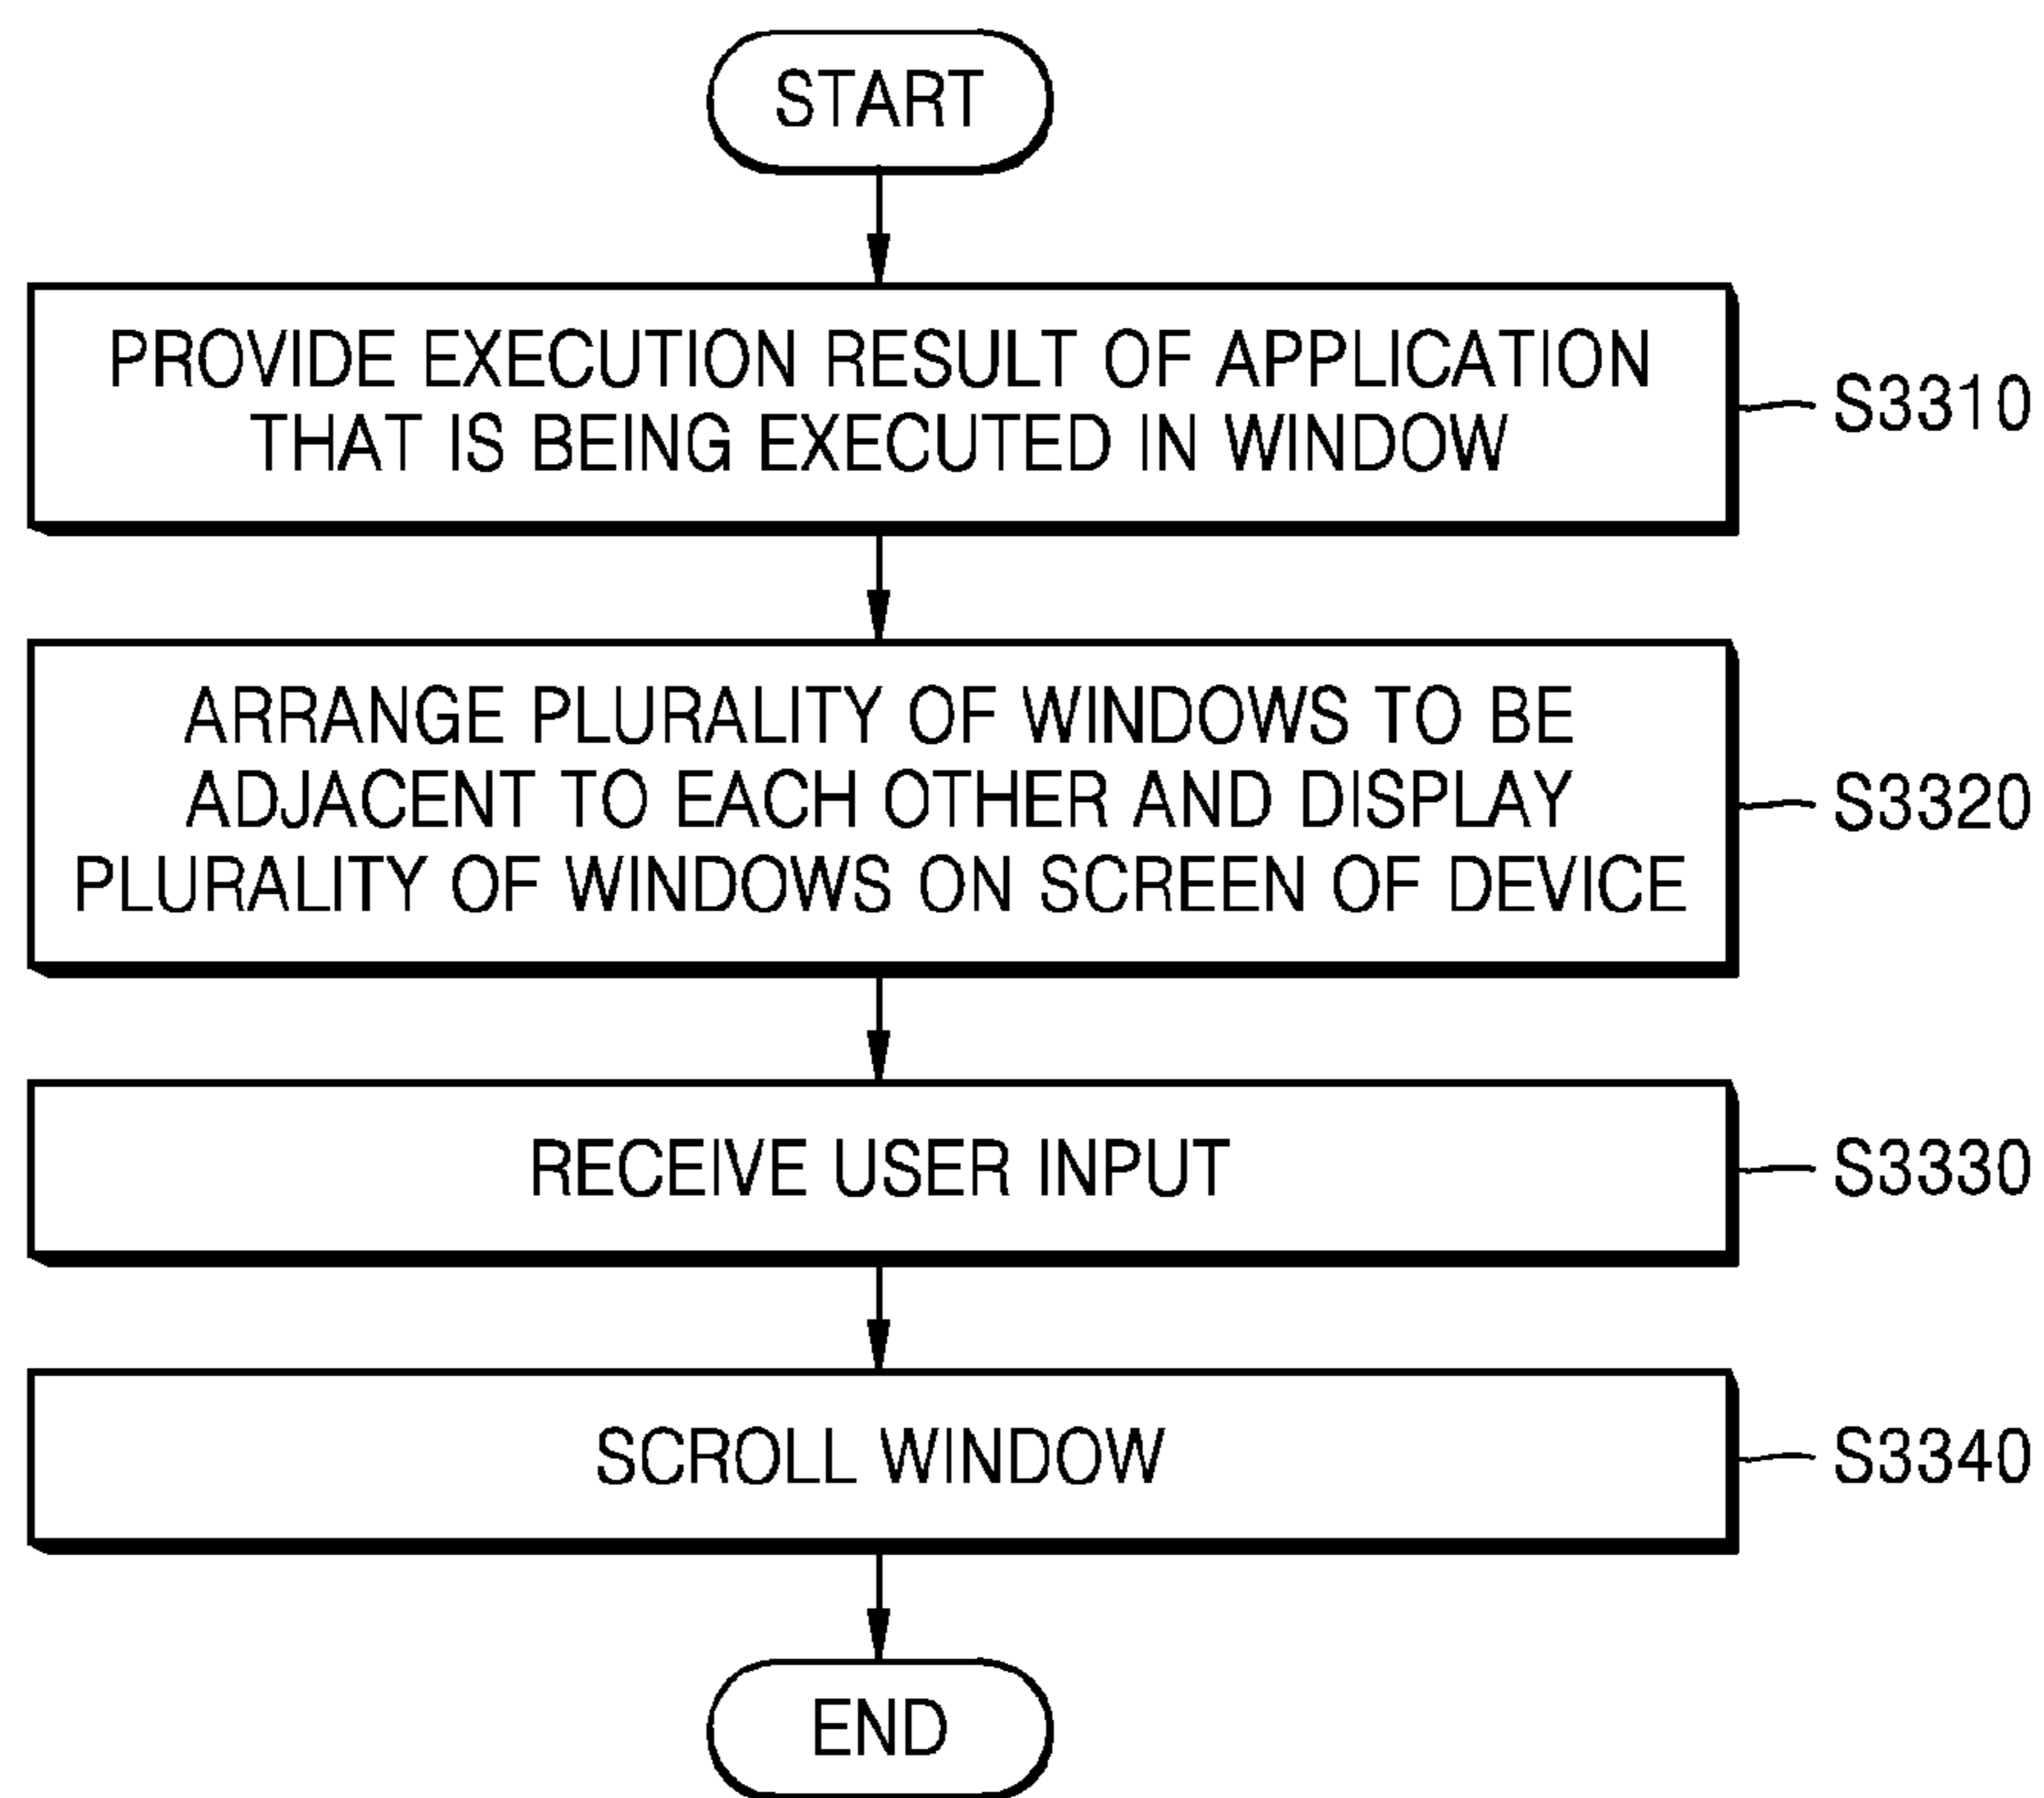 START
PROVIDE EXECUTION RESULT OF APPLICATION
THAT IS BEING EXECUTED IN WINDOW
S3310
ARRANGE PLURALITY OF WINDOWS TO BE
ADJACENT TO EACH OTHER AND DISPLAY
PLURALITY OF WINDOWS ON SCREEN OF DEVICE
S3320
RECEIVE USER INPUT
S3330
SCROLL WINDOW
S3340
END